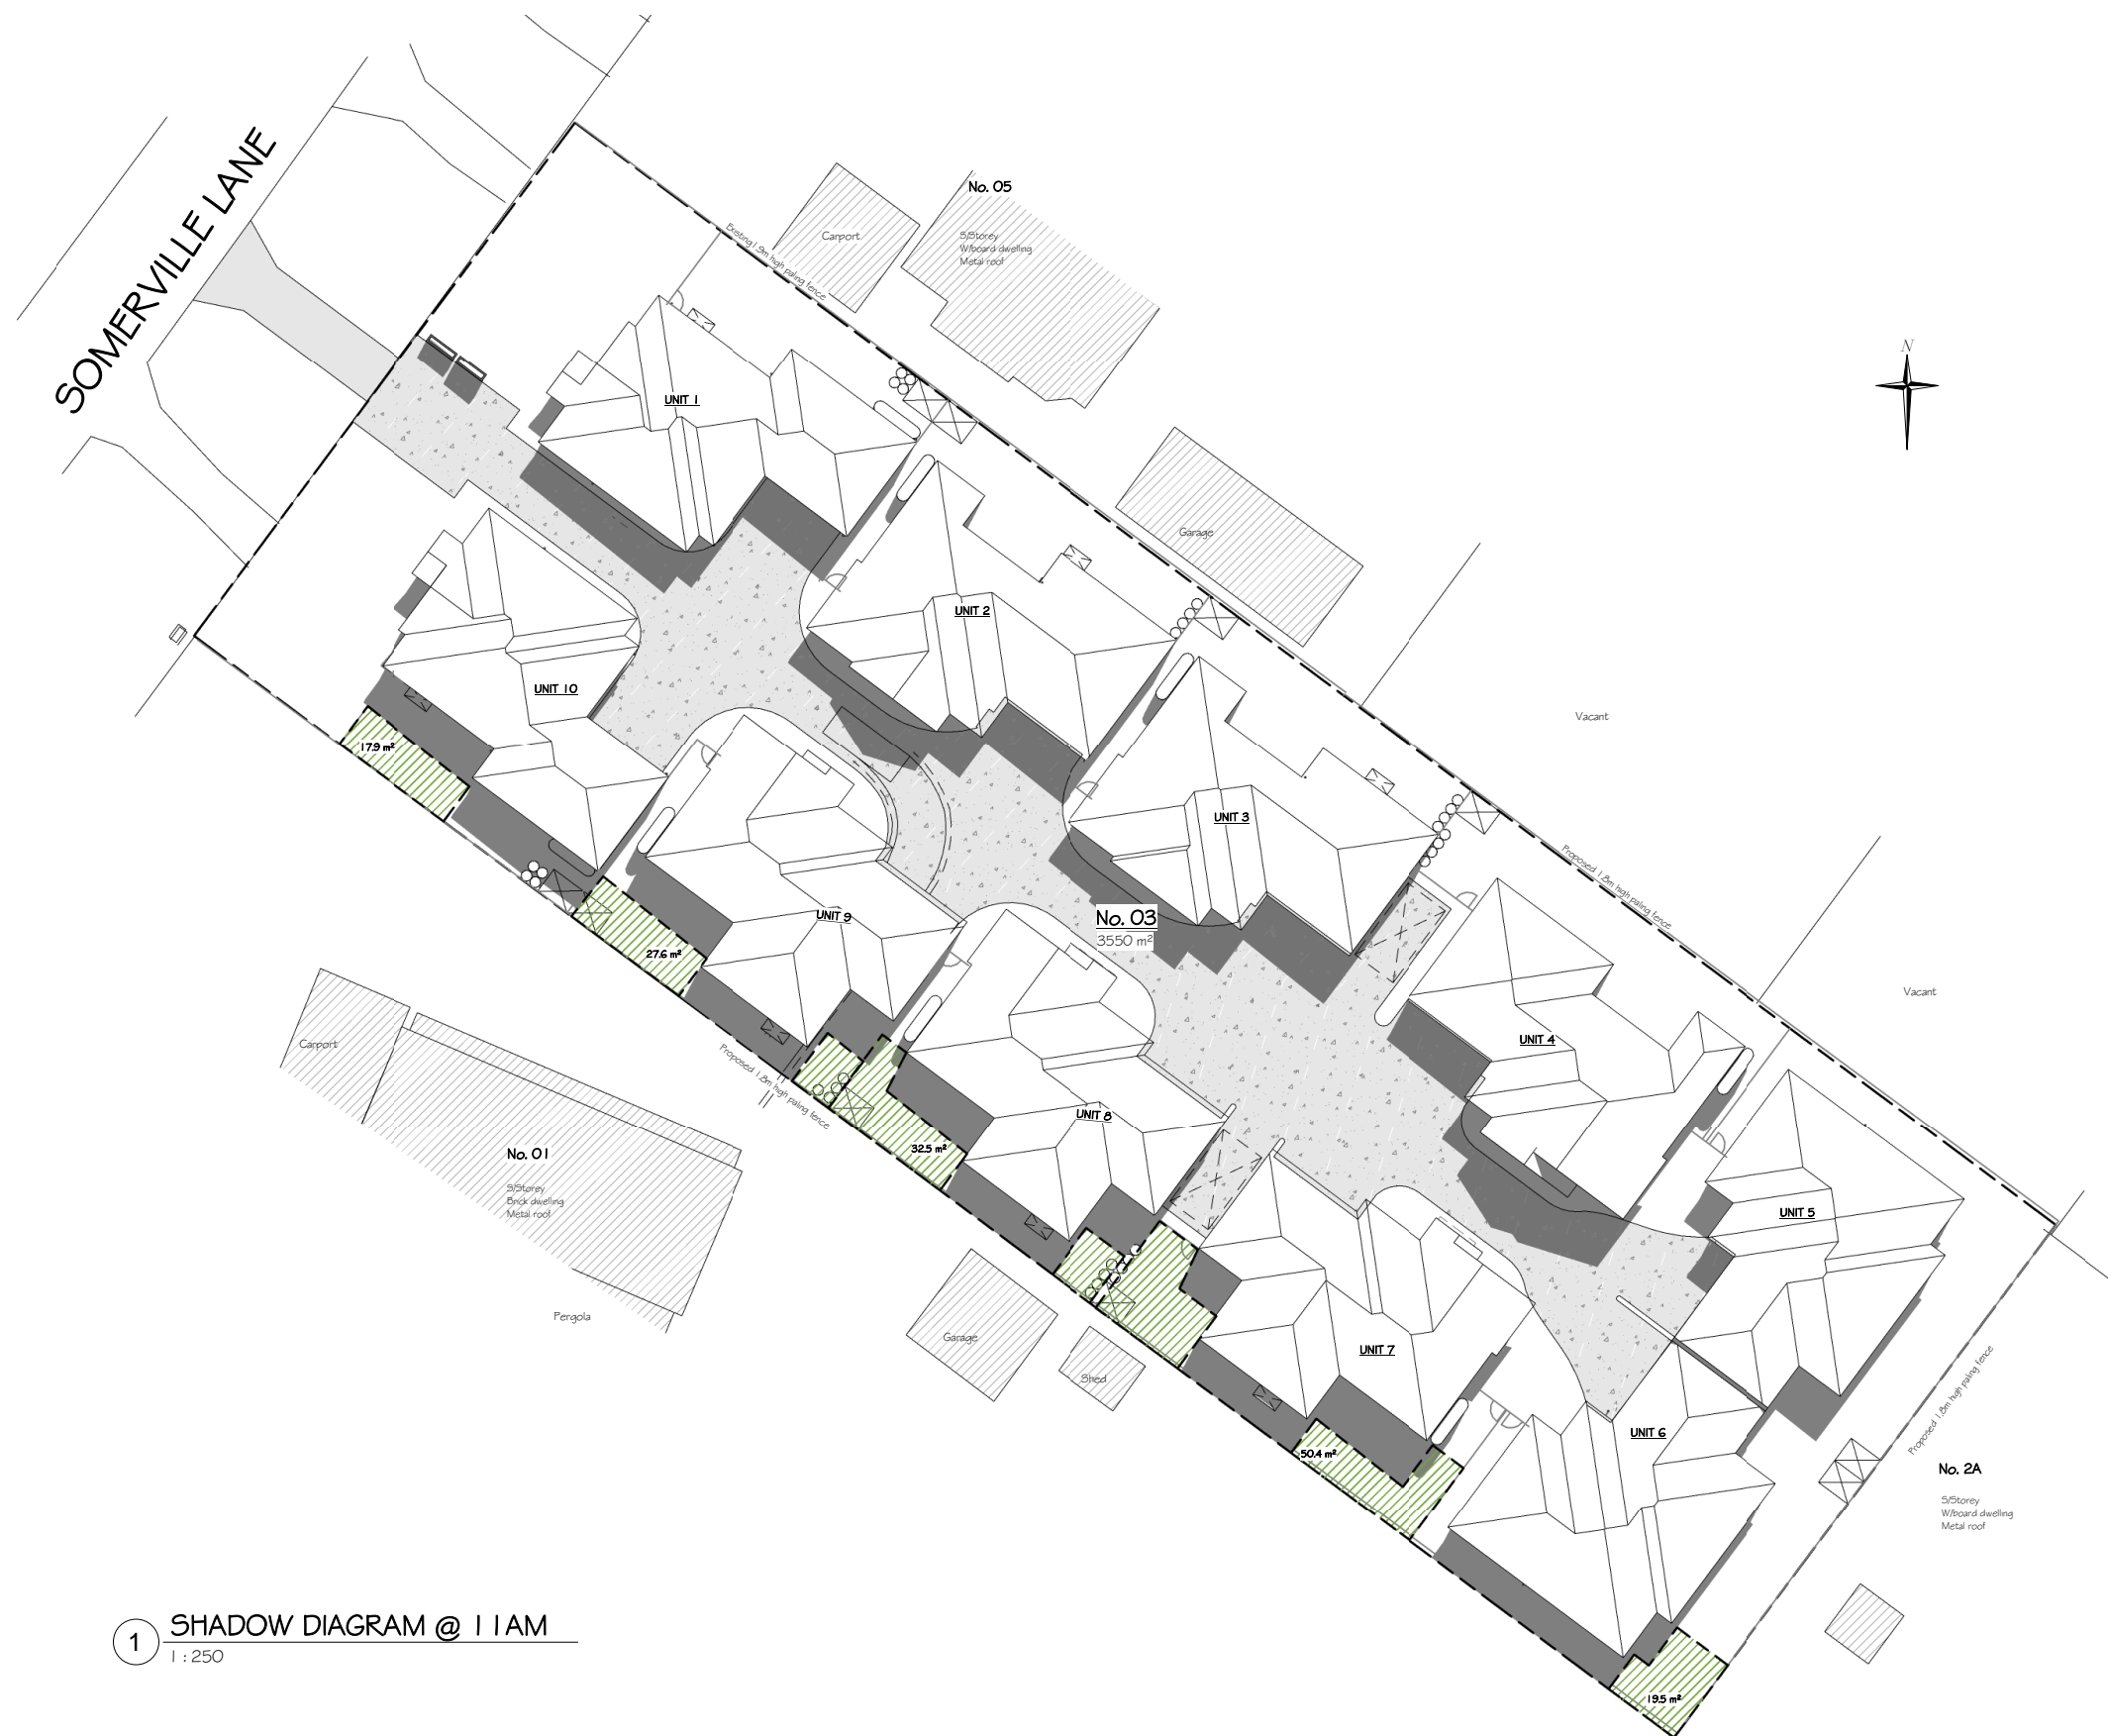 SOMERVILLE LANE
No. 05
Carport
S/Storey
W/board dwelling
Metal roof
Existing 1.9m high paling fence
N
UNIT 1
Garage
UNIT 2
UNIT 10
Vacant
17.9 m²
UNIT 3
Proposed 1.8m high paling fence
No. 03
3550 m²
UNIT 9
27.6 m²
Vacant
Carport
Proposed 1.8m high paling fence
UNIT 4
UNIT 8
32.5 m²
No. 01
S/Storey
Brick dwelling
Metal roof
UNIT 5
Pergola
Garage
Shed
UNIT 7
Proposed 1.8m high paling fence
UNIT 6
50.4 m²
No. 2A
S/Storey
W/board dwelling
Metal roof
1
SHADOW DIAGRAM @ 11AM
1 : 250
19.5 m²